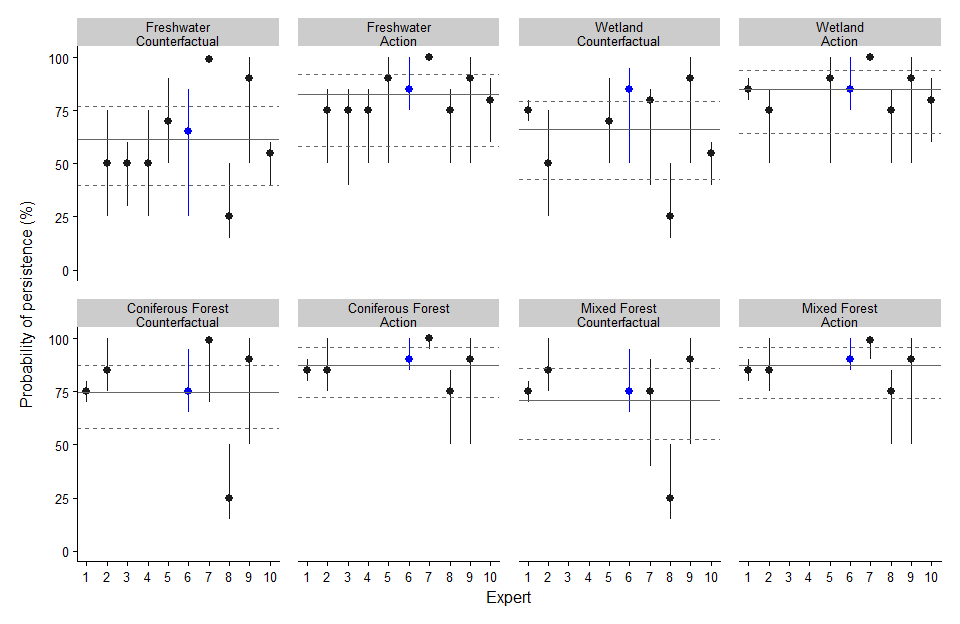 Freshwater
Counterfactual
Freshwater
Action
Wetland
Counterfactual
Wetland
Action
100
75
50
25
0
Coniferous Forest
Counterfactual
Coniferous Forest
Action
Mixed Forest
Counterfactual
Mixed Forest
Action
100
75
50
25
0
Probability of persistence (%)
1 2 3 4 5 6 7 8 9 10
1 2 3 4 5 6 7 8 9 10
1 2 3 4 5 6 7 8 9 10
1 2 3 4 5 6 7 8 9 10
Expert